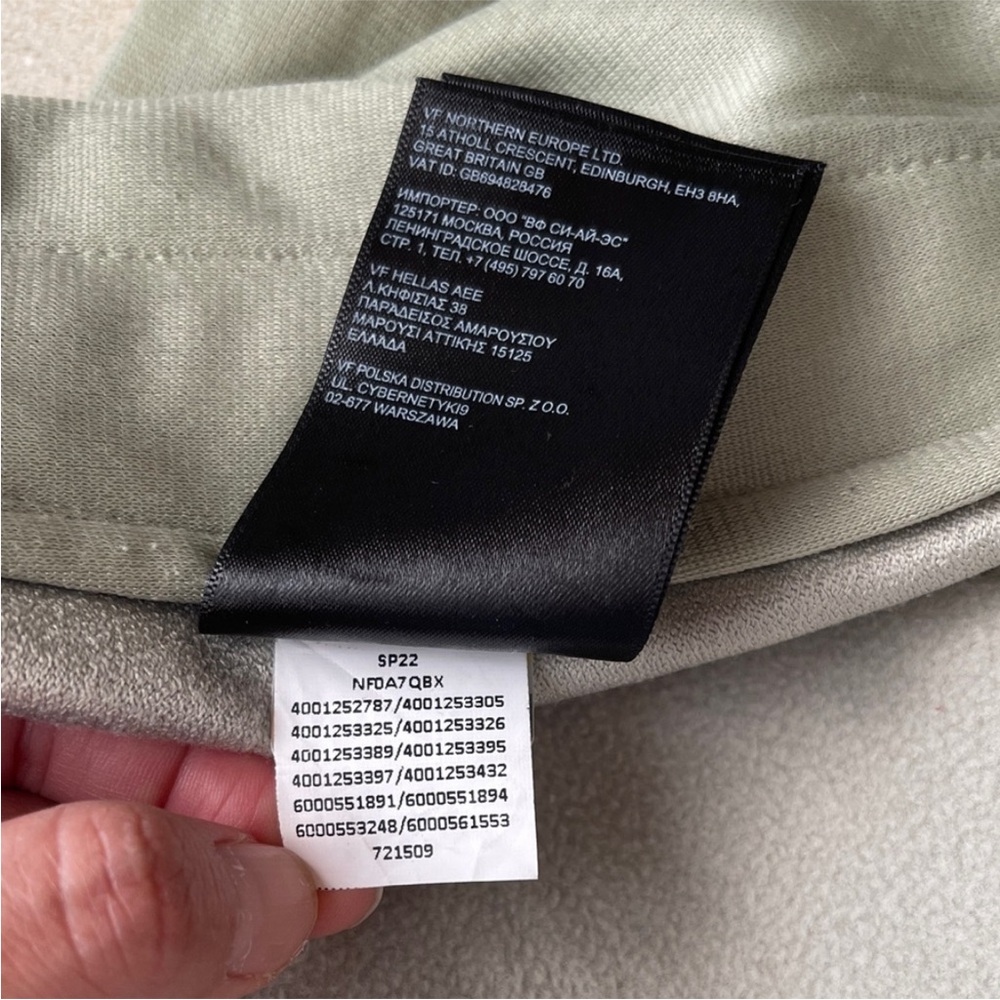 VF NORTHERN EUROPE LTD.
15 ATHOLL CRESCENT, EDINBURGH, EH3 8HA,
GREAT BRITAIN GB
VAT ID: GB694828476
ИМПОРТЕР: ООО "ВФ СИ-АЙ-ЭС"
125171 МОСКВА, РОССИЯ
ЛЕНИНГРАДСКОЕ ШОССЕ, Д. 16А,
СТР. 1, ТЕЛ. +7 (495) 797 60 70
VF HELLAS AEE
Λ.ΚΗΦΙΣΙΑΣ 38
ΠΑΡΑΔΕΙΣΟΣ ΑΜΑΡΟΥΣΙΟΥ
ΜΑΡΟΥΣΙ ΑΤΤΙΚΗΣ 15125
ΕΛΛΑΔΑ
VF POLSKA DISTRIBUTION SP. Z O.O.
UL. CYBERNETYKI9
02-677 WARSZAWA
SP22
NF0A7QBX
4001252787/4001253305
4001253325/4001253326
4001253389/4001253395
4001253397/4001253432
6000551891/6000551894
6000553248/6000561553
721509